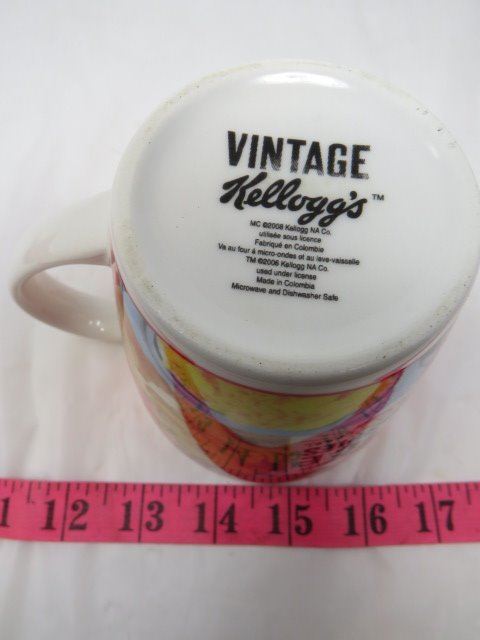 VINTAGE
Kellogg's™
MC ©2008 Kellogg NA Co.
utilisée sous licence
Fabriqué en Colombie
Va au four à micro-ondes et au lave-vaisselle
TM ©2006 Kellogg NA Co.
used under license
Made in Colombia
Microwave and Dishwasher Safe
1 12 13 14 15 16 17